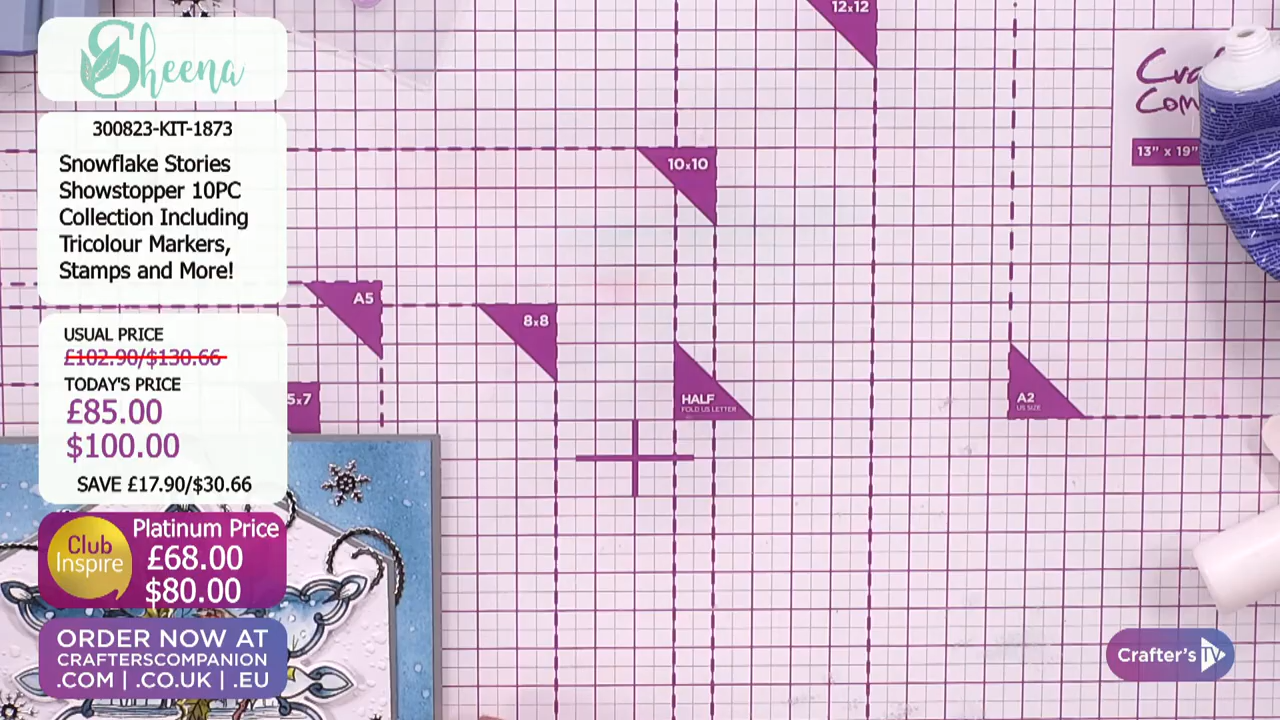 Sheena
300823-KIT-1873
Snowflake Stories
Showstopper 10PC
Collection Including
Tricolour Markers,
Stamps and More!
USUAL PRICE
£102.90/$130.66
TODAY'S PRICE
£85.00
$100.00
SAVE £17.90/$30.66
Club
Inspire
Platinum Price
£68.00
$80.00
ORDER NOW AT
CRAFTERSCOMPANION
.COM | .CO.UK | .EU
12x12
10x10
A5
8x8
5x7
HALF
FOLD US LETTER
A2
US SIZE
13" x 19"
Crafter's TV